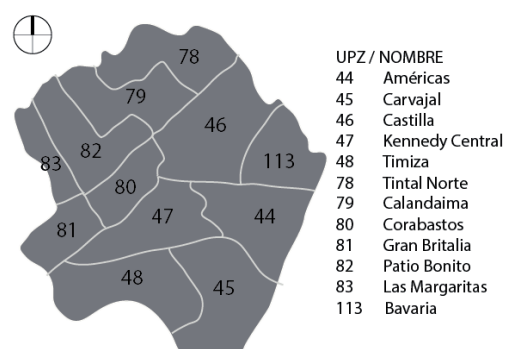 78
79
46
82
83
113
80
47
44
81
48
45
UPZ / NOMBRE
44 Américas
45 Carvajal
46 Castilla
47 Kennedy Central
48 Timiza
78 Tintal Norte
79 Calandaima
80 Corabastos
81 Gran Britalia
82 Patio Bonito
83 Las Margaritas
113 Bavaria